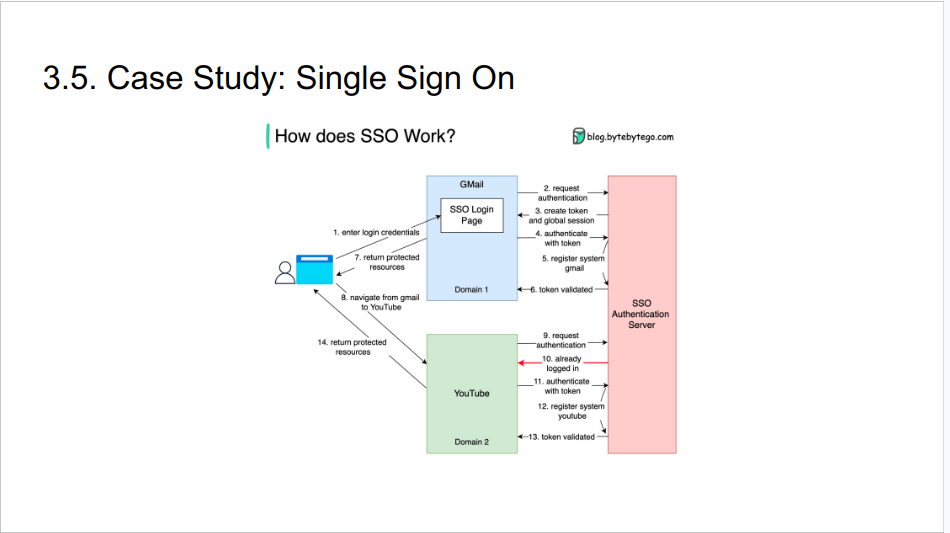 3.5. Case Study: Single Sign On
How does SSO Work?
blog.bytebytego.com
GMail
SSO Login
Page
Domain 1
1. enter login credentials
2. request
authentication
3. create token
and global session
4. authenticate
with token
5. register system
gmail
6. token validated
7. return protected
resources
8. navigate from gmail
to YouTube
SSO
Authentication
Server
9. request
authentication
10. already
logged in
11. authenticate
with token
12. register system
youtube
13. token validated
14. return protected
resources
YouTube
Domain 2